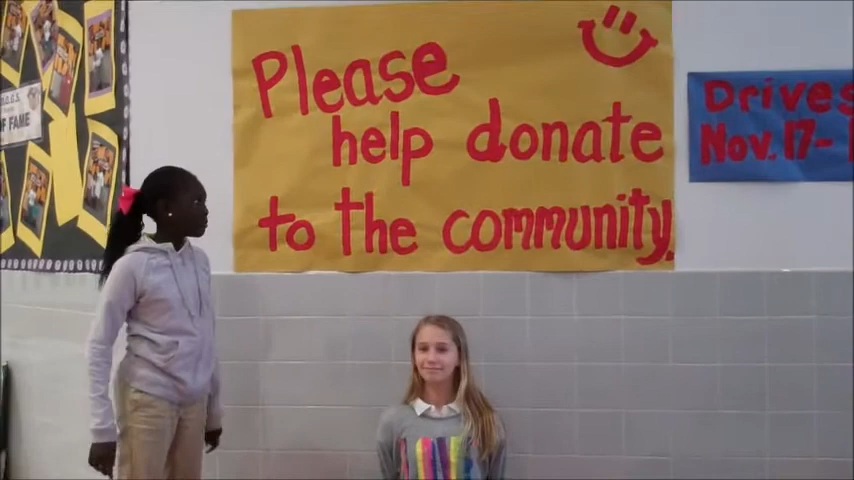 Please
help donate
to the community.
Drives
Nov. 17-
OF FAME